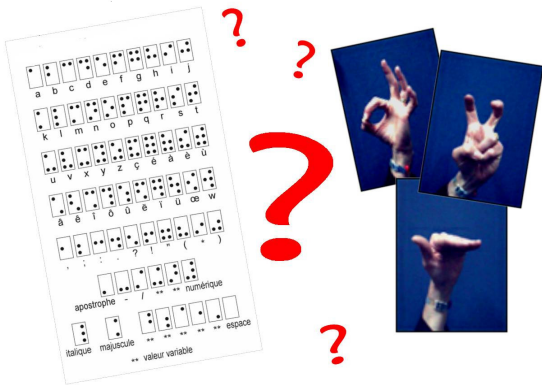 a b c d e f g h i j
k l m n o p q r s t
u v x y z ç é à è ù
â ê î ô û ë ï ü œ w
, ; : . ? ! " ( * )
apostrophe - / ** ** numérique
italique majuscule ** ** ** ** ** espace
** valeur variable
?
?
?
?